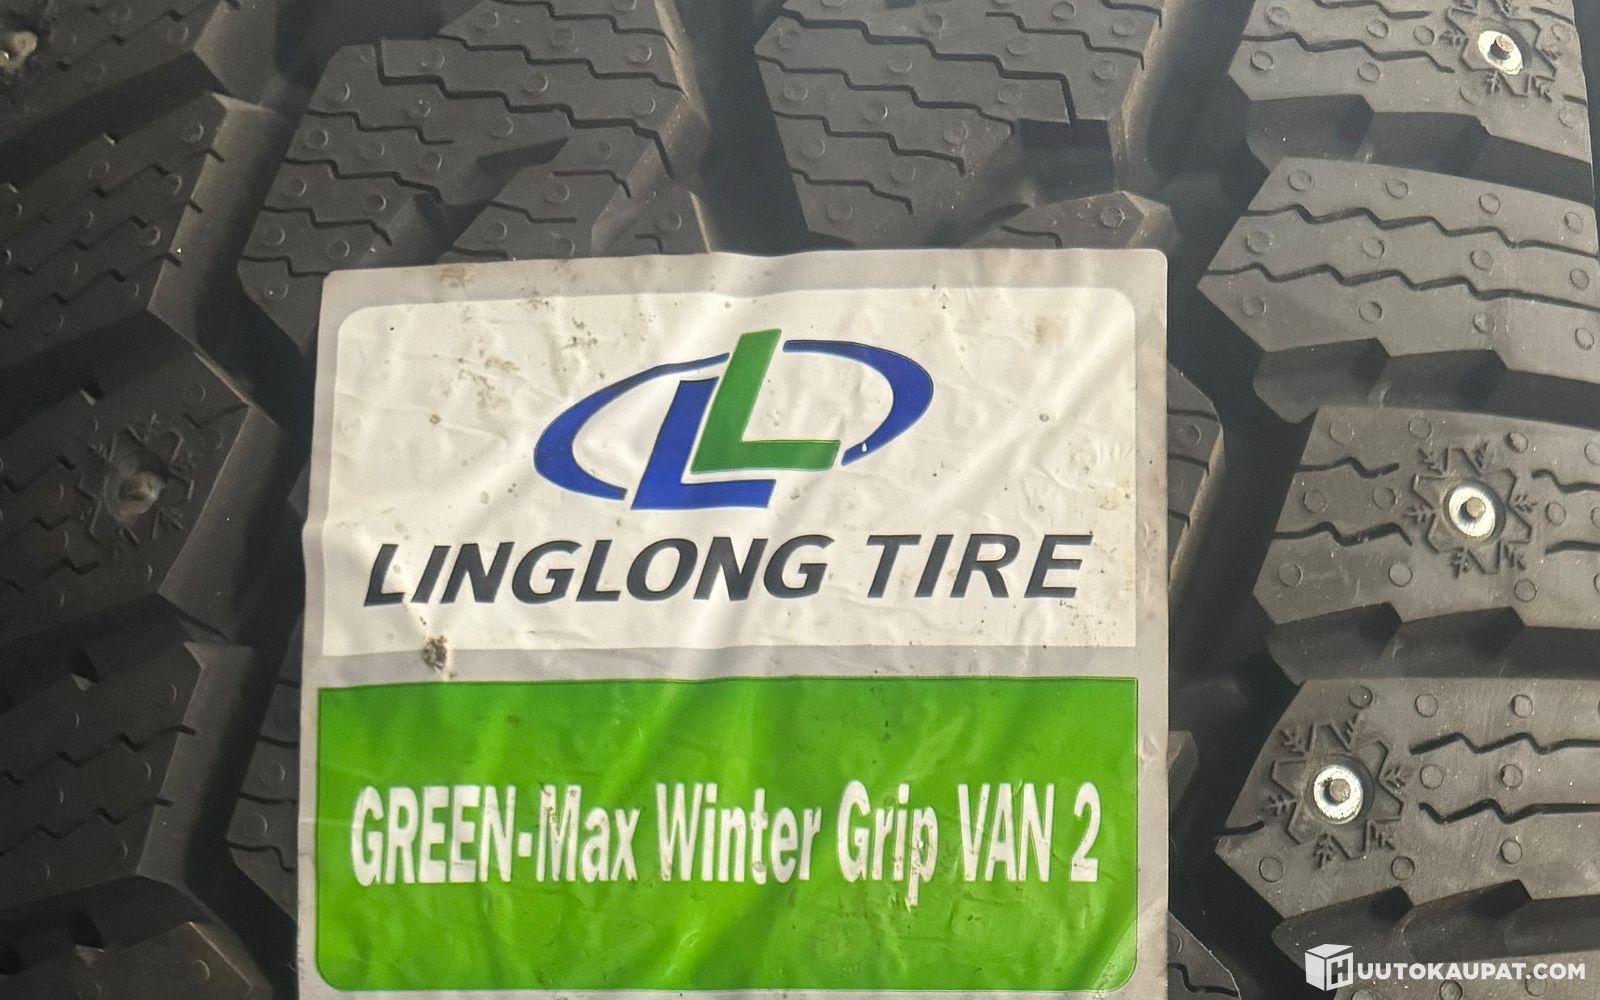 LINGLONG TIRE
GREEN-Max Winter Grip VAN 2
HUUTOKAUPAT.COM